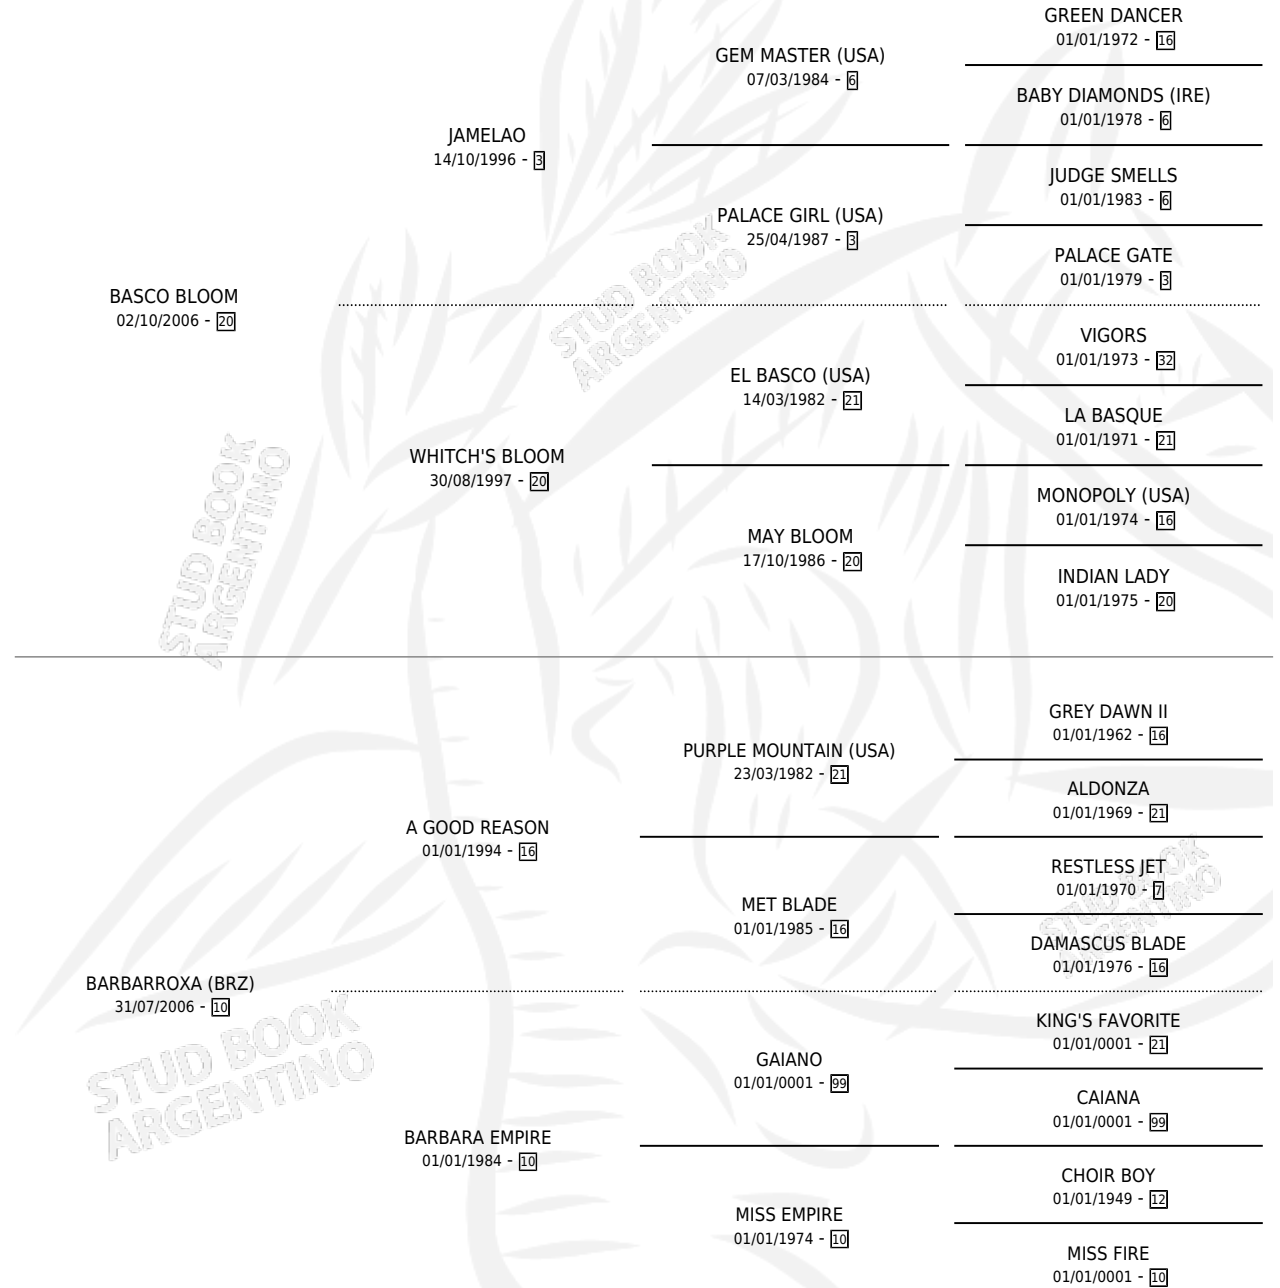 GREEN DANCER
01/01/1972 - 16
GEM MASTER (USA)
07/03/1984 - 6
BABY DIAMONDS (IRE)
01/01/1978 - 6
JAMELAO
14/10/1996 - 3
JUDGE SMELLS
01/01/1983 - 6
PALACE GIRL (USA)
25/04/1987 - 3
PALACE GATE
01/01/1979 - 3
BASCO BLOOM
02/10/2006 - 20
STUD BOOK
ARGENTINO
VIGORS
01/01/1973 - 32
EL BASCO (USA)
14/03/1982 - 21
LA BASQUE
01/01/1971 - 21
WHITCH'S BLOOM
30/08/1997 - 20
MONOPOLY (USA)
01/01/1974 - 16
MAY BLOOM
17/10/1986 - 20
INDIAN LADY
01/01/1975 - 20
STUD BOOK
ARGENTINO
GREY DAWN II
01/01/1962 - 16
PURPLE MOUNTAIN (USA)
23/03/1982 - 21
ALDONZA
01/01/1969 - 21
A GOOD REASON
01/01/1994 - 16
RESTLESS JET
01/01/1970 - 7
MET BLADE
01/01/1985 - 16
STUD BOOK
ARGENTINO
DAMASCUS BLADE
01/01/1976 - 16
BARBARROXA (BRZ)
31/07/2006 - 10
KING'S FAVORITE
01/01/0001 - 21
GAIANO
01/01/0001 - 99
STUD BOOK
ARGENTINO
CAIANA
01/01/0001 - 99
BARBARA EMPIRE
01/01/1984 - 10
CHOIR BOY
01/01/1949 - 12
MISS EMPIRE
01/01/1974 - 10
MISS FIRE
01/01/0001 - 10